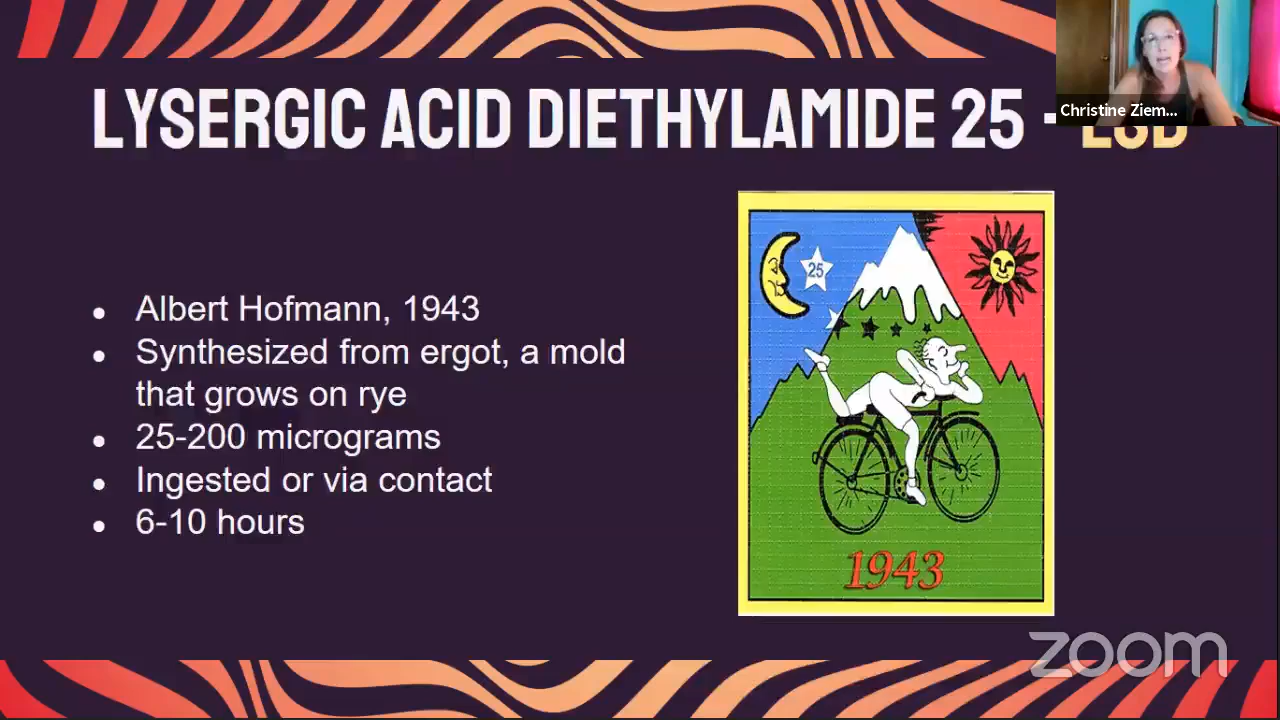 LYSERGIC ACID DIETHYLAMIDE 25 - LSD
Christine Ziem...
25
● Albert Hofmann, 1943
● Synthesized from ergot, a mold
that grows on rye
● 25-200 micrograms
● Ingested or via contact
● 6-10 hours
1943
zoom